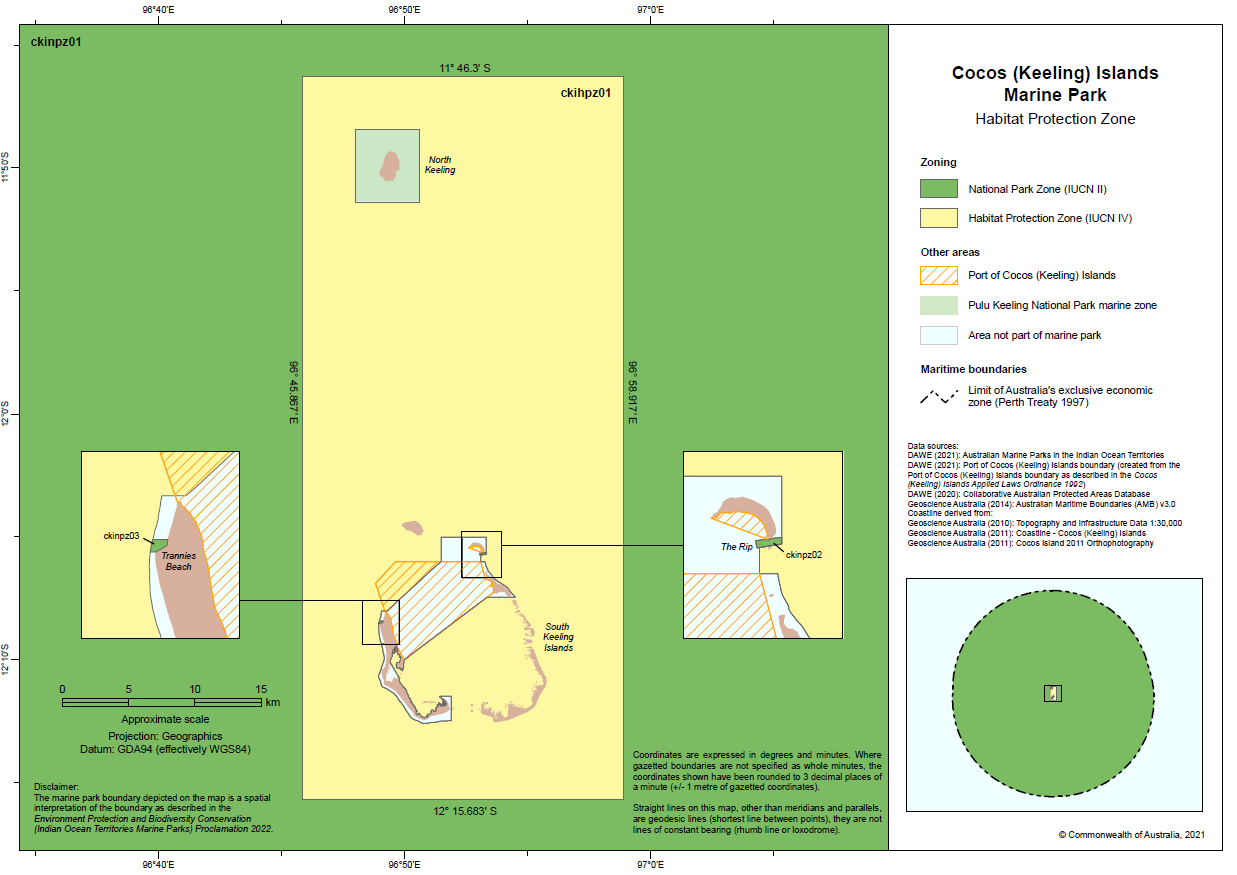 96°40'E
96°50'E
97°0'E
ckinpz01
11° 46.3' S
ckihpz01
North
Keeling
11°50'S
96° 45.867' E
96° 58.917' E
12°0'S
ckinpz03
Trannies
Beach
The Rip
ckinpz02
South
Keeling
Islands
12°10'S
0 5 10 15
km
Approximate scale
Projection: Geographics
Datum: GDA94 (effectively WGS84)
Disclaimer:
The marine park boundary depicted on the map is a spatial
interpretation of the boundary as described in the
Environment Protection and Biodiversity Conservation
(Indian Ocean Territories Marine Parks) Proclamation 2022.
12° 15.683' S
Coordinates are expressed in degrees and minutes. Where
gazetted boundaries are not specified as whole minutes, the
coordinates shown have been rounded to 3 decimal places of
a minute (+/- 1 metre of gazetted coordinates).
Straight lines on this map, other than meridians and parallels,
are geodesic lines (shortest line between points), they are not
lines of constant bearing (rhumb line or loxodrome).
96°40'E
96°50'E
97°0'E
Cocos (Keeling) Islands
Marine Park
Habitat Protection Zone
Zoning
National Park Zone (IUCN II)
Habitat Protection Zone (IUCN IV)
Other areas
Port of Cocos (Keeling) Islands
Pulu Keeling National Park marine zone
Area not part of marine park
Maritime boundaries
Limit of Australia's exclusive economic
zone (Perth Treaty 1997)
Data sources:
DAWE (2021): Australian Marine Parks in the Indian Ocean Territories
DAWE (2021): Port of Cocos (Keeling) Islands boundary (created from the
Port of Cocos (Keeling) Islands boundary as described in the Cocos
(Keeling) Islands Applied Laws Ordinance 1992)
DAWE (2020): Collaborative Australian Protected Areas Database
Geoscience Australia (2014): Australian Maritime Boundaries (AMB) v3.0
Coastline derived from:
Geoscience Australia (2010): Topography and Infrastructure Data 1:30,000
Geoscience Australia (2011): Coastline - Cocos (Keeling) Islands
Geoscience Australia (2011): Cocos Island 2011 Orthophotography
© Commonwealth of Australia, 2021